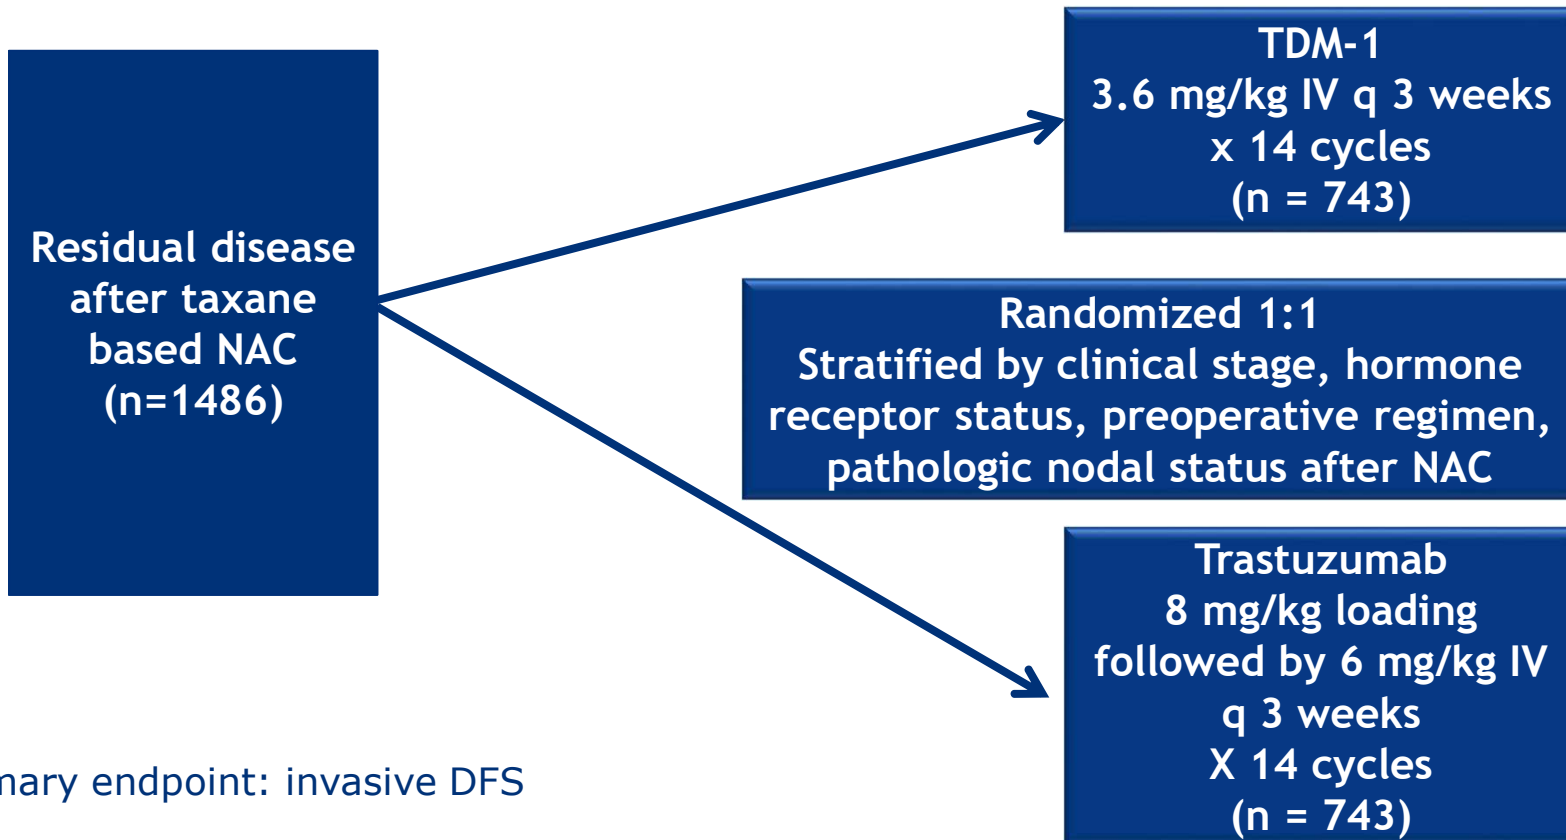 Residual disease
after taxane
based NAC
(n=1486)
TDM-1
3.6 mg/kg IV q 3 weeks
x 14 cycles
(n = 743)
Randomized 1:1
Stratified by clinical stage, hormone
receptor status, preoperative regimen,
pathologic nodal status after NAC
Trastuzumab
8 mg/kg loading
followed by 6 mg/kg IV
q 3 weeks
X 14 cycles
(n = 743)
mary endpoint: invasive DFS